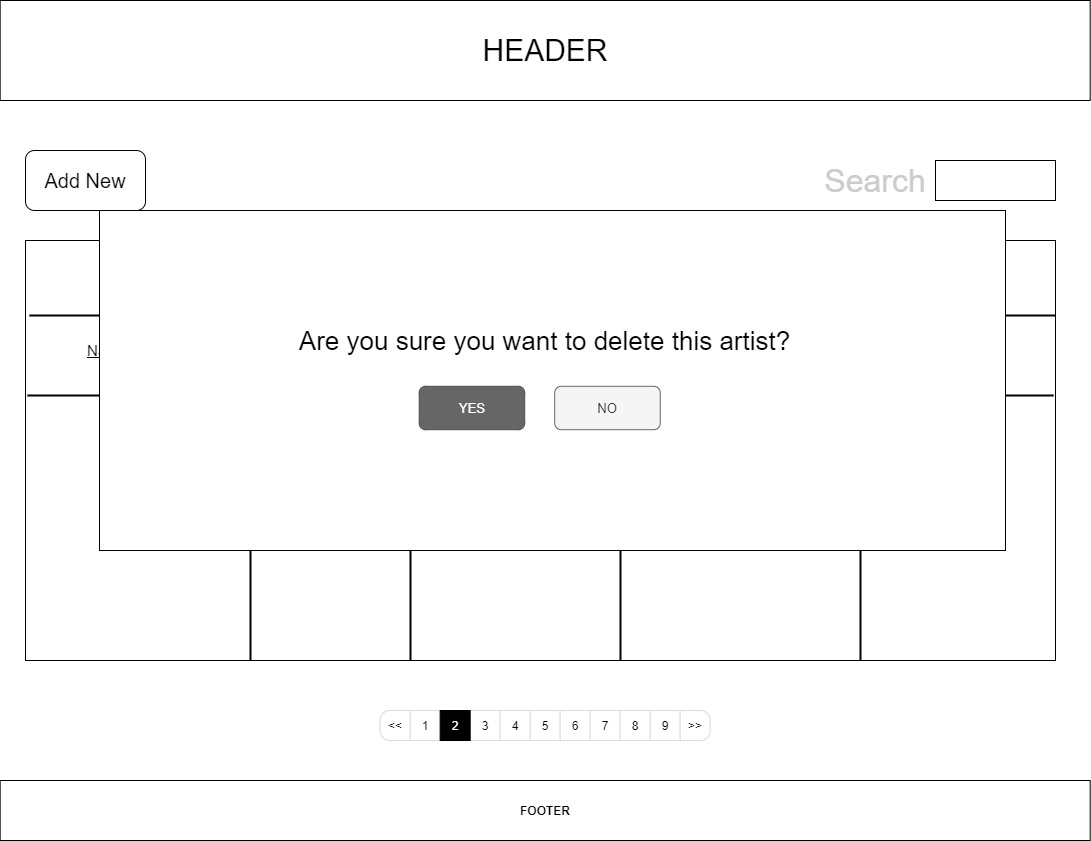 HEADER
Add New
Search
Are you sure you want to delete this artist?
YES
NO
<< 1 2 3 4 5 6 7 8 9 >>
FOOTER